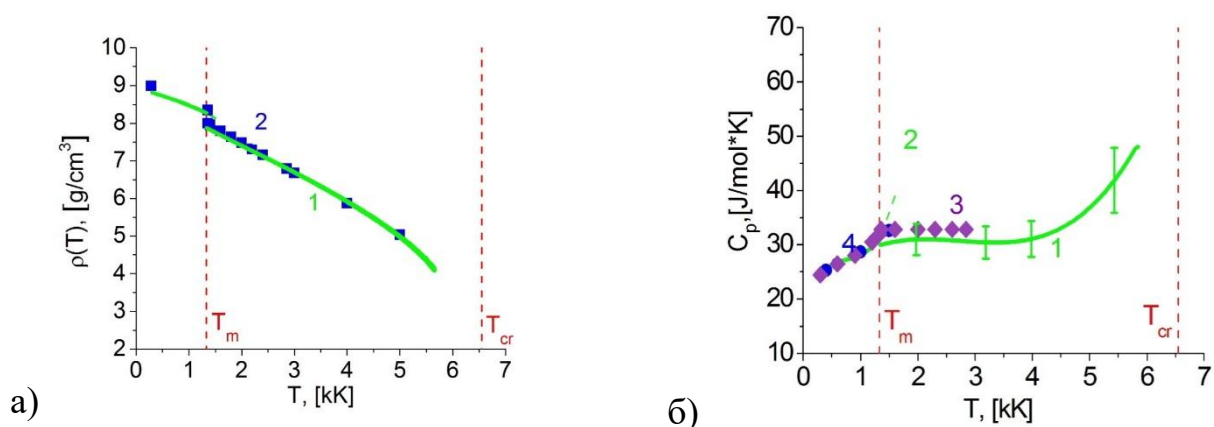 10
9
8
7
6
5
4
3
2
ρ(T), [g/cm³]
2
1
T_m
T_cr
0 1 2 3 4 5 6 7
T, [kK]
а)
70
60
50
40
30
20
10
C_p,[J/mol*K]
2
3
4
1
T_m
T_cr
0 1 2 3 4 5 6 7
T, [kK]
б)